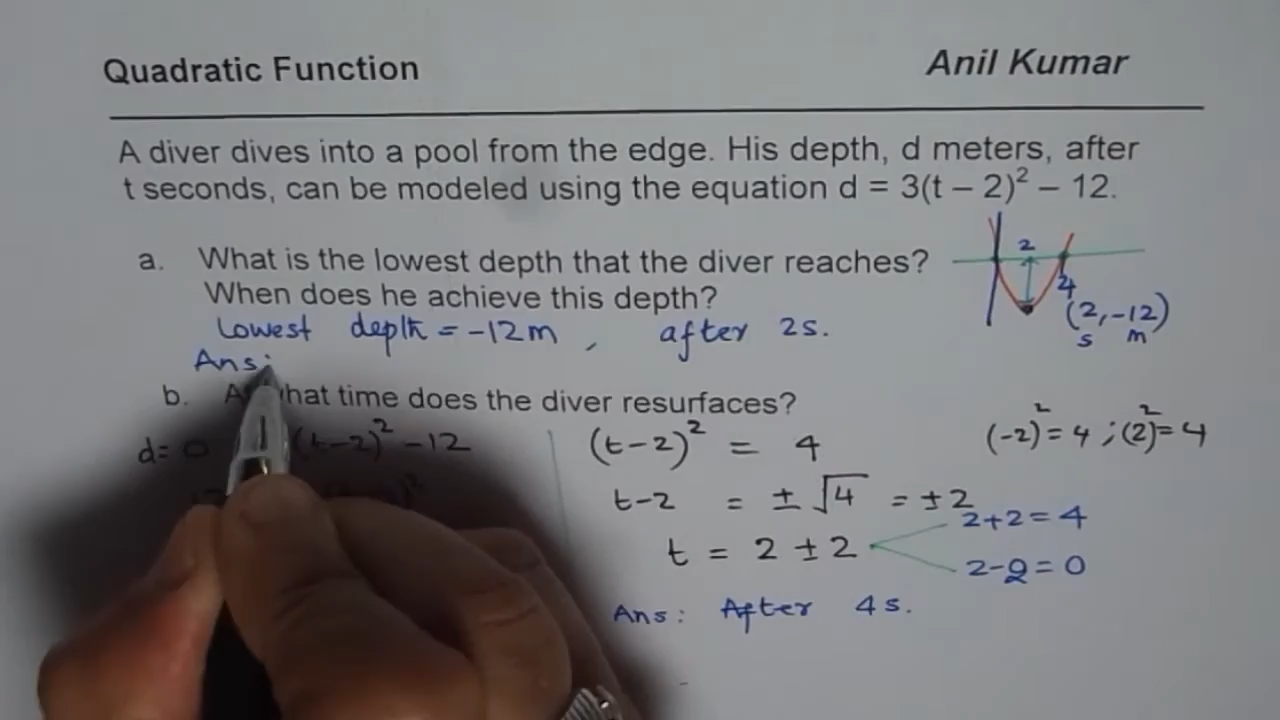 Quadratic Function Anil Kumar
A diver dives into a pool from the edge. His depth, d meters, after
t seconds, can be modeled using the equation d = 3(t – 2)² – 12.
a. What is the lowest depth that the diver reaches?
When does he achieve this depth?
Lowest depth = -12m , after 2s.
Ans:
2
4
(2, -12)
s m
b. what time does the diver resurfaces?
d = 0 (t-2)² - 12
(t-2)² = 4
(-2)² = 4 ; (2)² = 4
t-2 = ± √4 = ±2
t = 2 ± 2
2+2 = 4
2-2 = 0
Ans: After 4s.